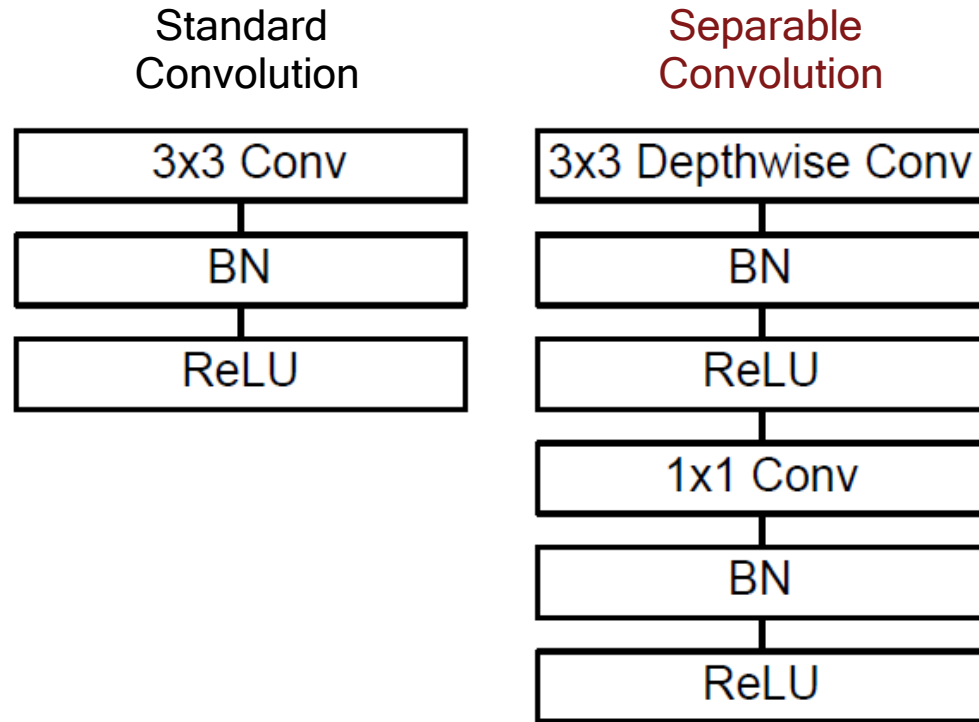 Standard
Convolution
3x3 Conv
BN
ReLU
Separable
Convolution
3x3 Depthwise Conv
BN
ReLU
1x1 Conv
BN
ReLU